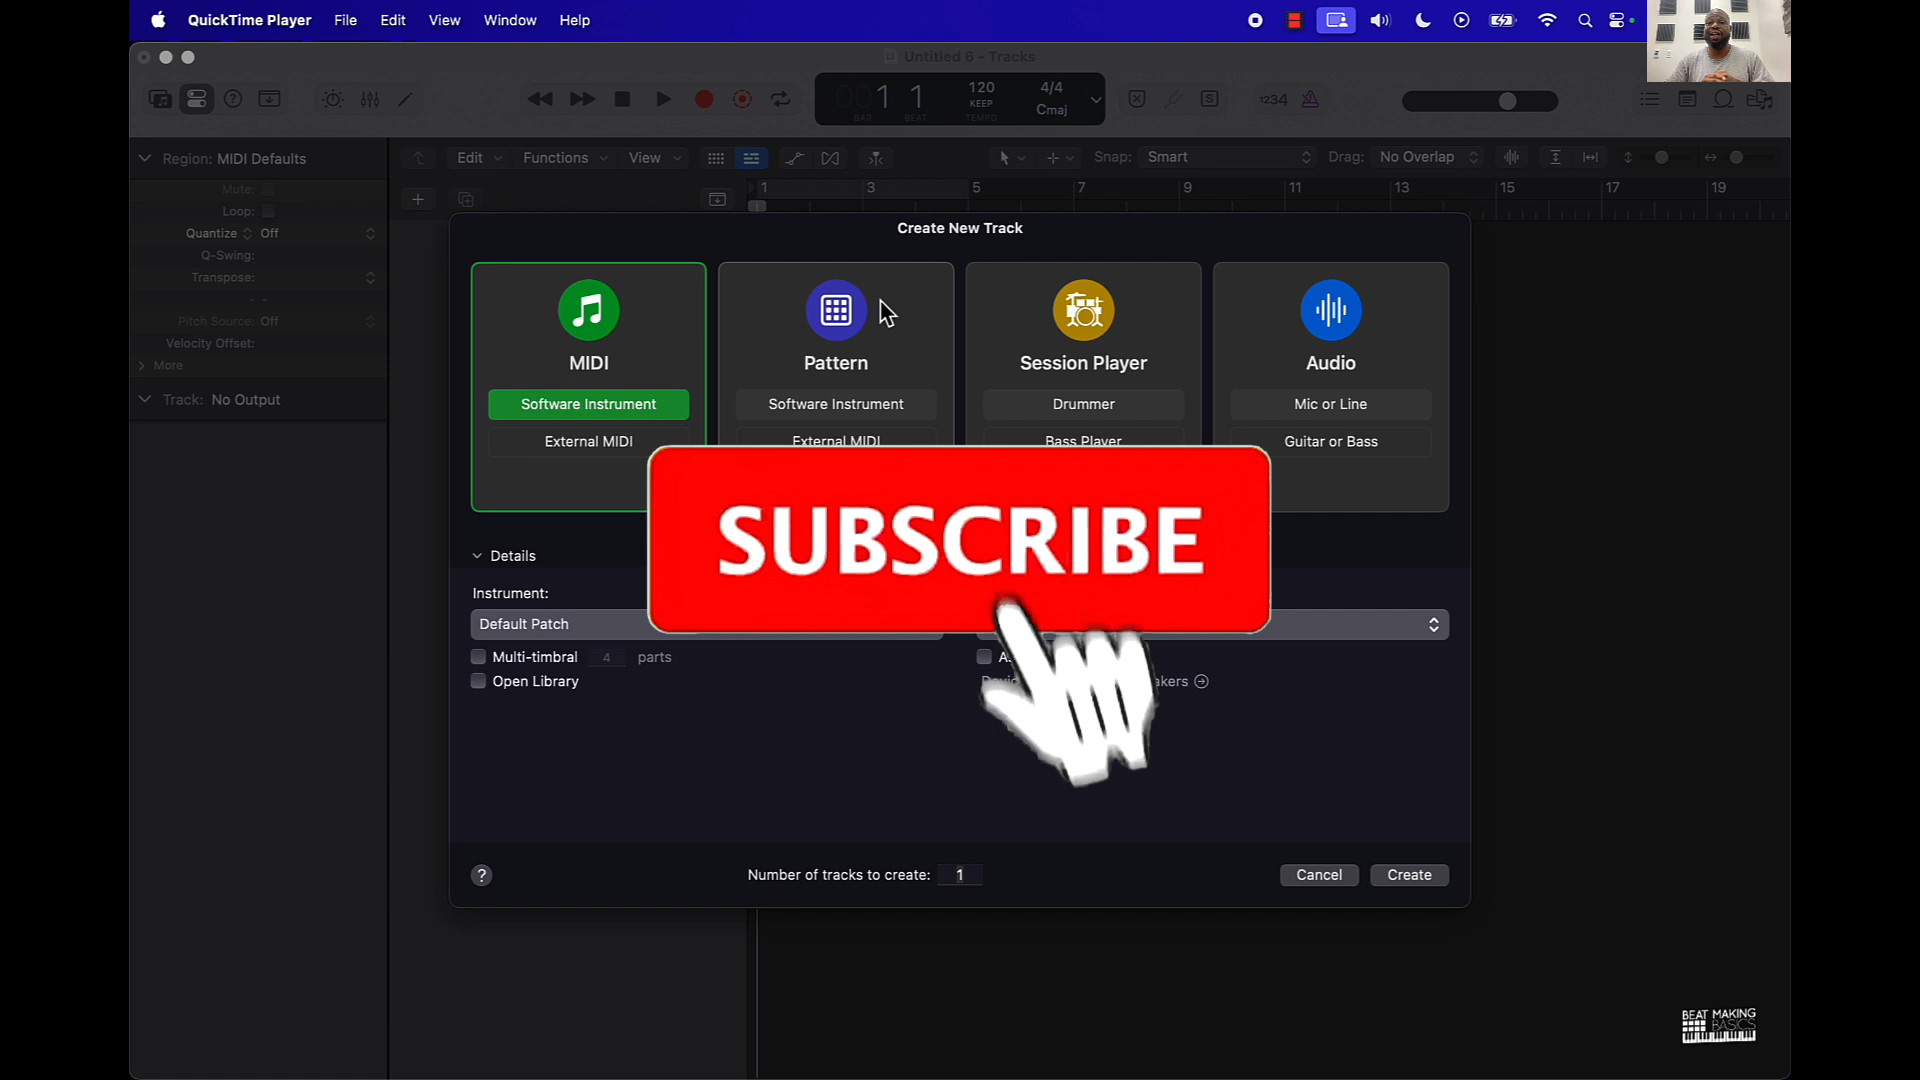 QuickTime Player File Edit View Window Help
Untitled 6 - Tracks
001 1 120 4/4
KEEP Cmaj
BAR BEAT TEMPO
S 1234
Region: MIDI Defaults
Edit Functions View
Snap: Smart Drag: No Overlap
1 3 5 7 9 11 13 15 17 19
Mute:
Loop:
Quantize Off
Q-Swing:
Transpose:
Pitch Source: Off
Velocity Offset:
More
Track: No Output
Create New Track
MIDI Pattern Session Player Audio
Software Instrument Software Instrument Drummer Mic or Line
External MIDI External MIDI Bass Player Guitar or Bass
SUBSCRIBE
Details
Instrument:
Default Patch
Multi-timbral 4 parts
Open Library
? Number of tracks to create: 1 Cancel Create
BEAT MAKING
BASICS